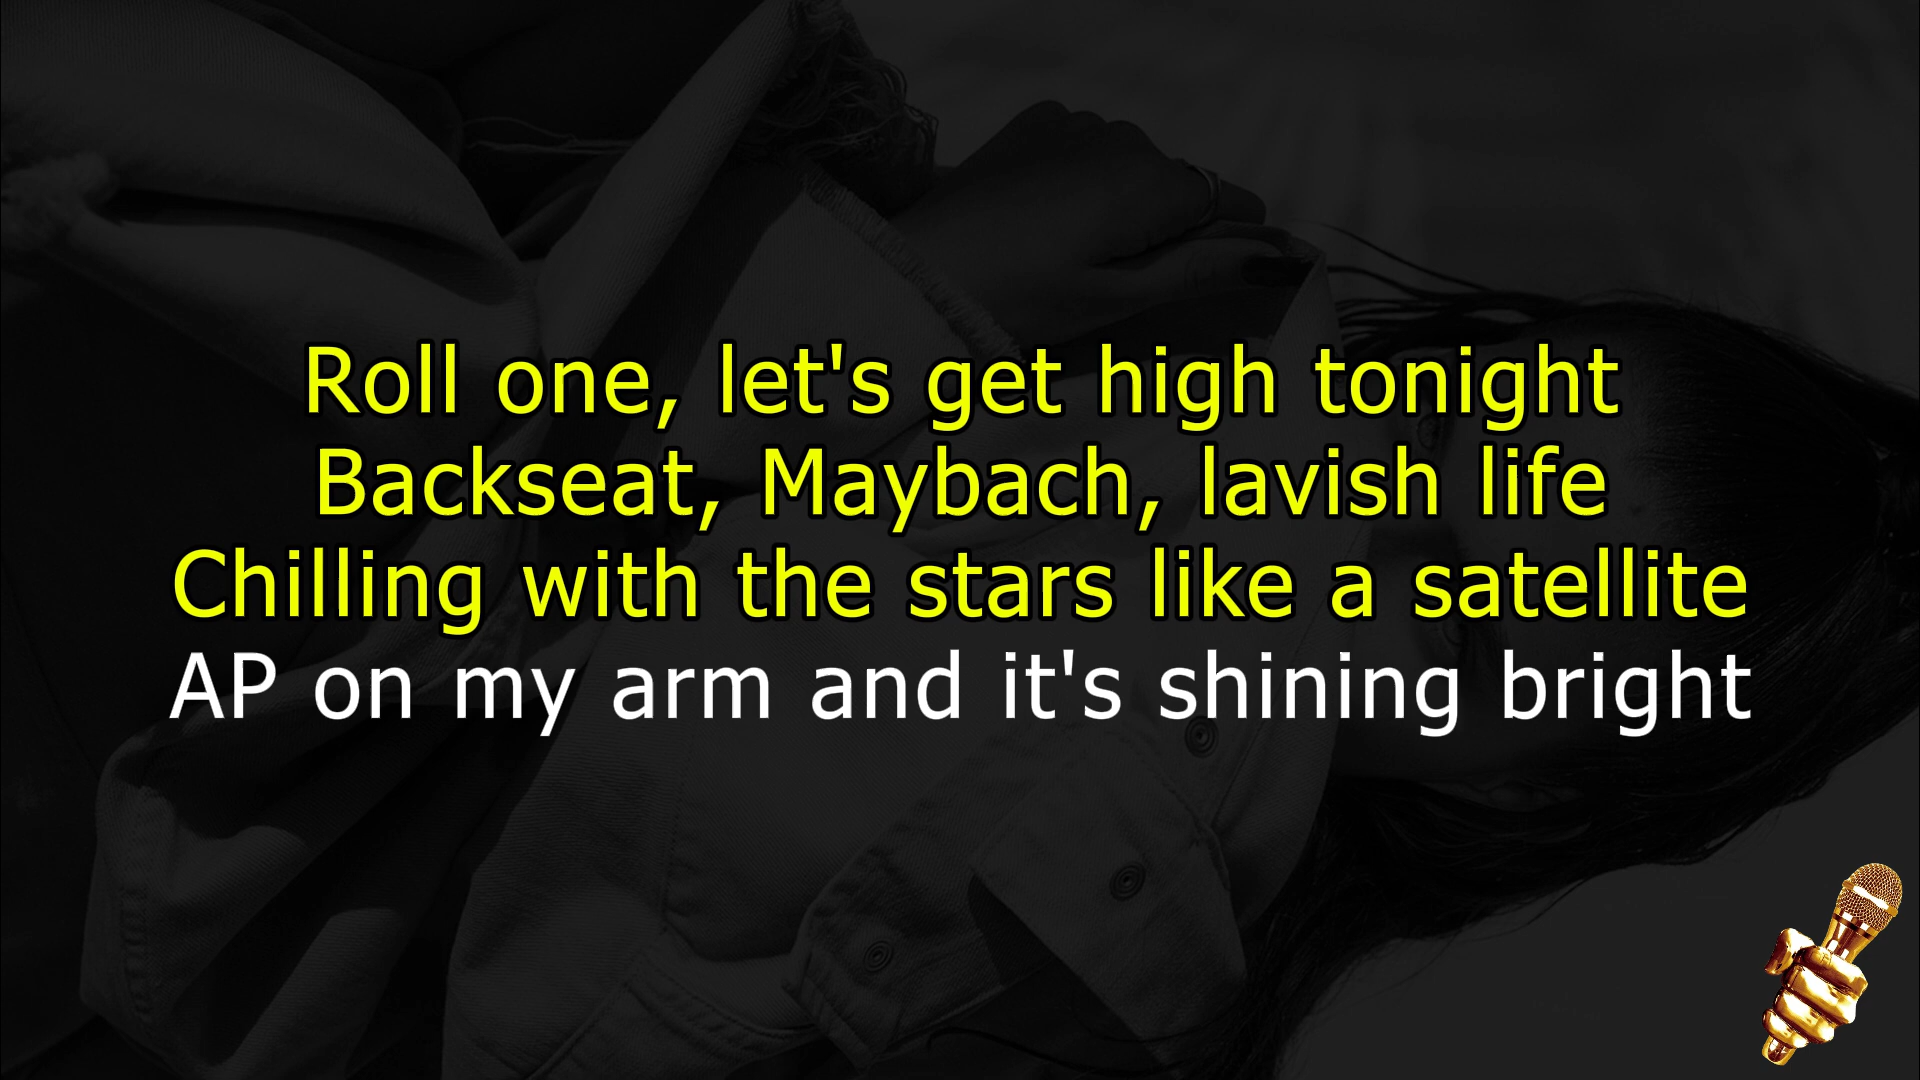 Roll one, let's get high tonight
Backseat, Maybach, lavish life
Chilling with the stars like a satellite
AP on my arm and it's shining bright